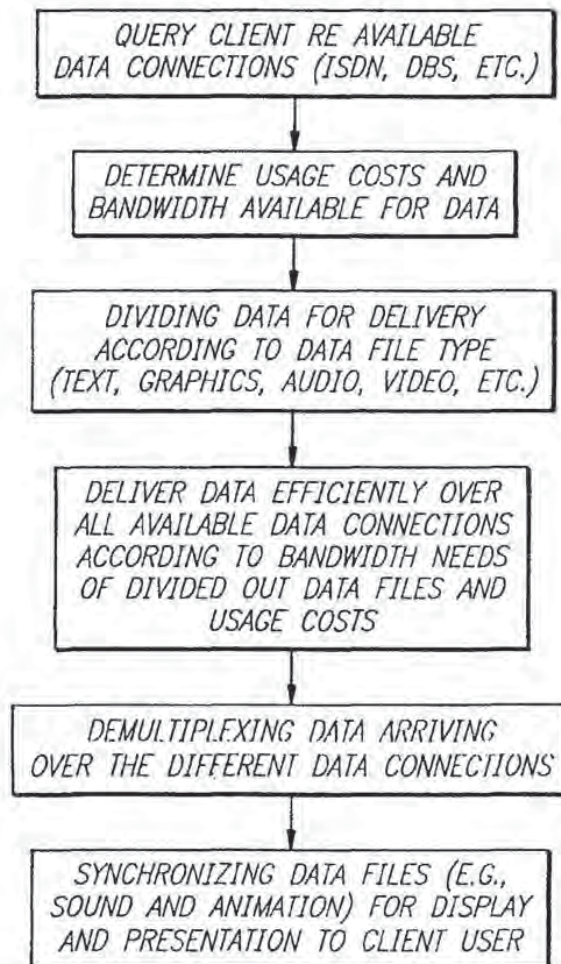 QUERY CLIENT RE AVAILABLE
DATA CONNECTIONS (ISDN, DBS, ETC.)
DETERMINE USAGE COSTS AND
BANDWIDTH AVAILABLE FOR DATA
DIVIDING DATA FOR DELIVERY
ACCORDING TO DATA FILE TYPE
(TEXT, GRAPHICS, AUDIO, VIDEO, ETC.)
DELIVER DATA EFFICIENTLY OVER
ALL AVAILABLE DATA CONNECTIONS
ACCORDING TO BANDWIDTH NEEDS
OF DIVIDED OUT DATA FILES AND
USAGE COSTS
DEMULTIPLEXING DATA ARRIVING
OVER THE DIFFERENT DATA CONNECTIONS
SYNCHRONIZING DATA FILES (E.G.,
SOUND AND ANIMATION) FOR DISPLAY
AND PRESENTATION TO CLIENT USER